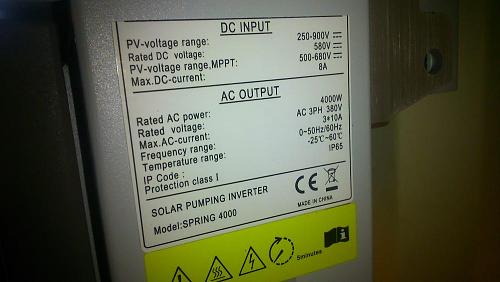 DC INPUT
PV-voltage range: 250-900V
Rated DC voltage: 580V
PV-voltage range,MPPT: 500-680V
Max.DC-current: 8A
AC OUTPUT
Rated AC power: 4000W
Rated voltage: AC 3PH 380V
Max.AC-current: 3*10A
Frequency range: 0~50Hz/60Hz
Temperature range: -25℃~60℃
IP Code : IP65
Protection class I
SOLAR PUMPING INVERTER
CE
Model:SPRING 4000
MADE IN CHINA
5minutes